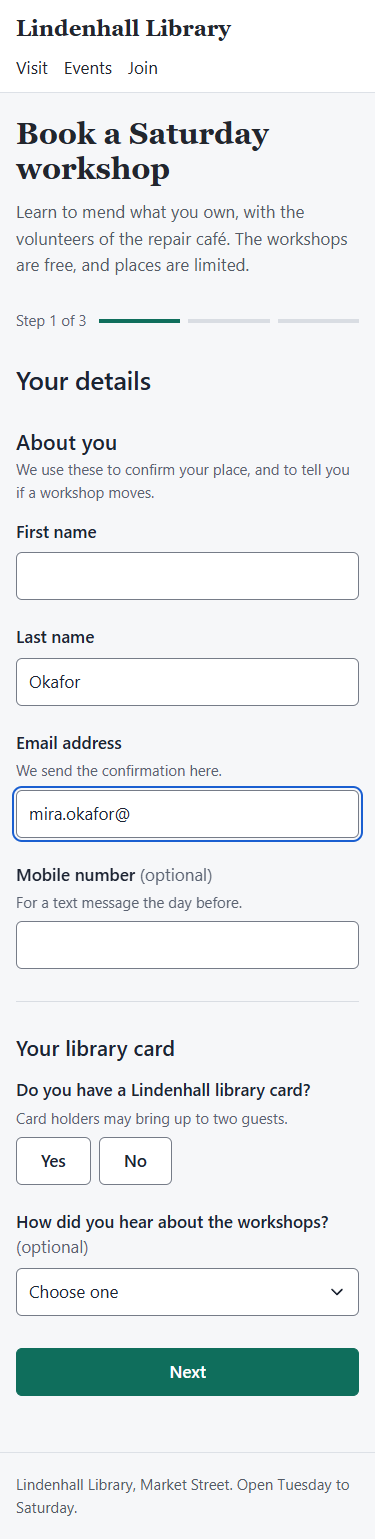 Lindenhall Library
Visit Events Join
Book a Saturday
workshop
Learn to mend what you own, with the
volunteers of the repair café. The workshops
are free, and places are limited.
Step 1 of 3
Your details
About you
We use these to confirm your place, and to tell you
if a workshop moves.
First name
Last name
Okafor
Email address
We send the confirmation here.
mira.okafor@
Mobile number (optional)
For a text message the day before.
Your library card
Do you have a Lindenhall library card?
Card holders may bring up to two guests.
Yes No
How did you hear about the workshops?
(optional)
Choose one
Next
Lindenhall Library, Market Street. Open Tuesday to
Saturday.